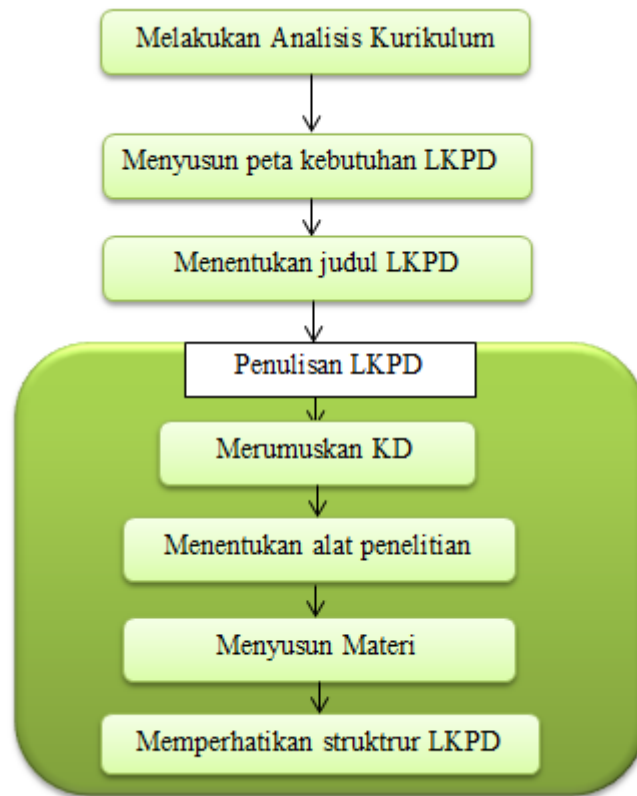 Melakukan Analisis Kurikulum
Menyusun peta kebutuhan LKPD
Menentukan judul LKPD
Penulisan LKPD
Merumuskan KD
Menentukan alat penelitian
Menyusun Materi
Memperhatikan struktrur LKPD